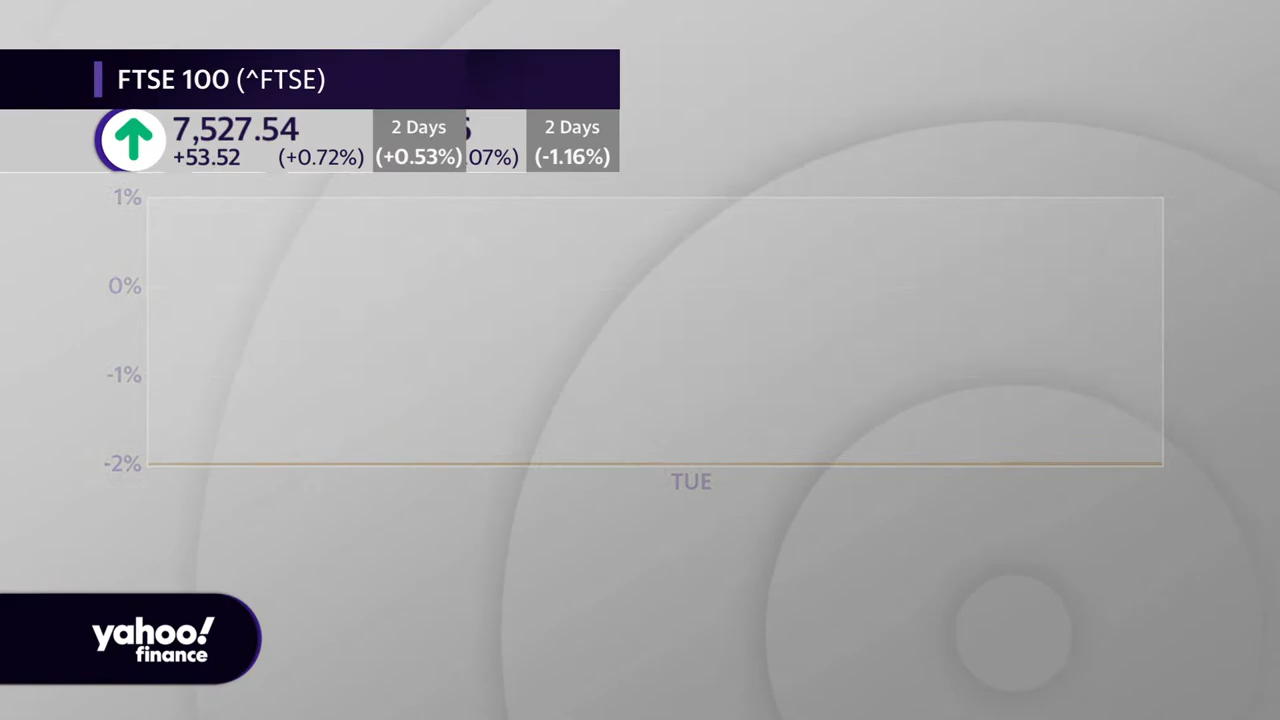 FTSE 100 (^FTSE)
7,527.54
+53.52 (+0.72%)
2 Days
(+0.53%)
.07%)
2 Days
(-1.16%)
1%
0%
-1%
-2%
TUE
yahoo!
finance